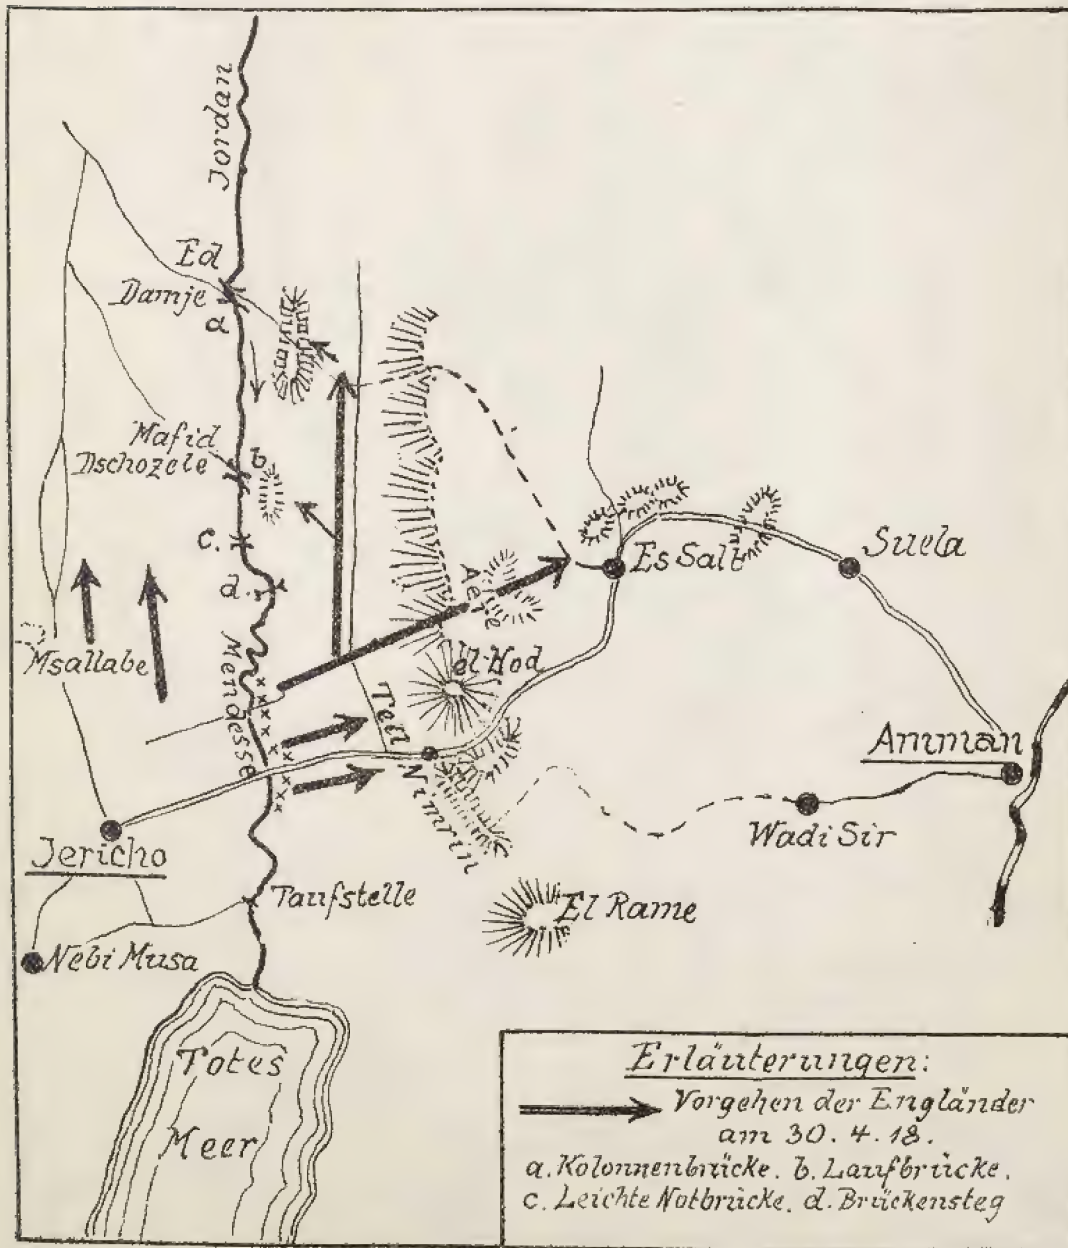 Jordan
Ed
Damje
a
Mafid
Dschozele
b
c.
d.
Msallabe
Mendesse
Aere
el Hod
Tell Nimrin
Es Salt
Suela
Amman
Wadi Sir
Jericho
Taufstelle
El Rame
Nebi Musa
Totes
Meer
Erläuterungen:
Vorgehen der Engländer
am 30.4.18.
a. Kolonnenbrücke. b. Laufbrücke.
c. Leichte Notbrücke. d. Brückensteg